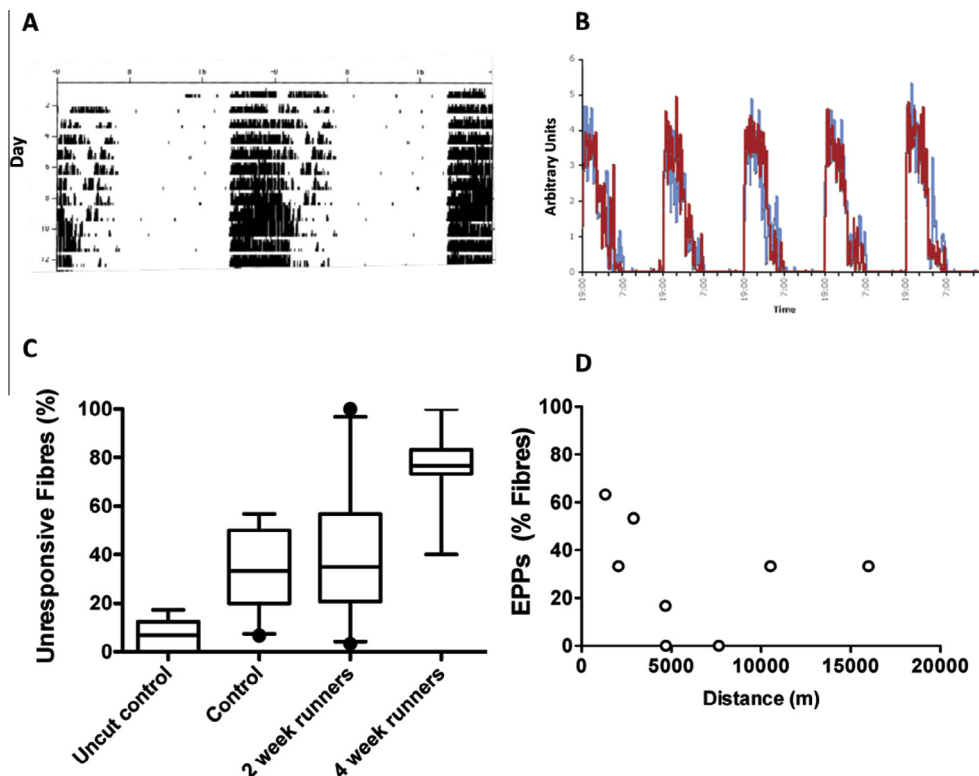 A
-0 8 16 -0 8 16
Day
2
4
6
8
10
12
B
6
5
4
3
2
1
0
Arbitrary Units
19:00 7:00 19:00 7:00 19:00 7:00 19:00 7:00 19:00 7:00
Time
C
Unresponsive Fibres (%)
100
80
60
40
20
0
Uncut control
Control
2 week runners
4 week runners
D
EPPs (% Fibres)
100
80
60
40
20
0
0 5000 10000 15000 20000
Distance (m)